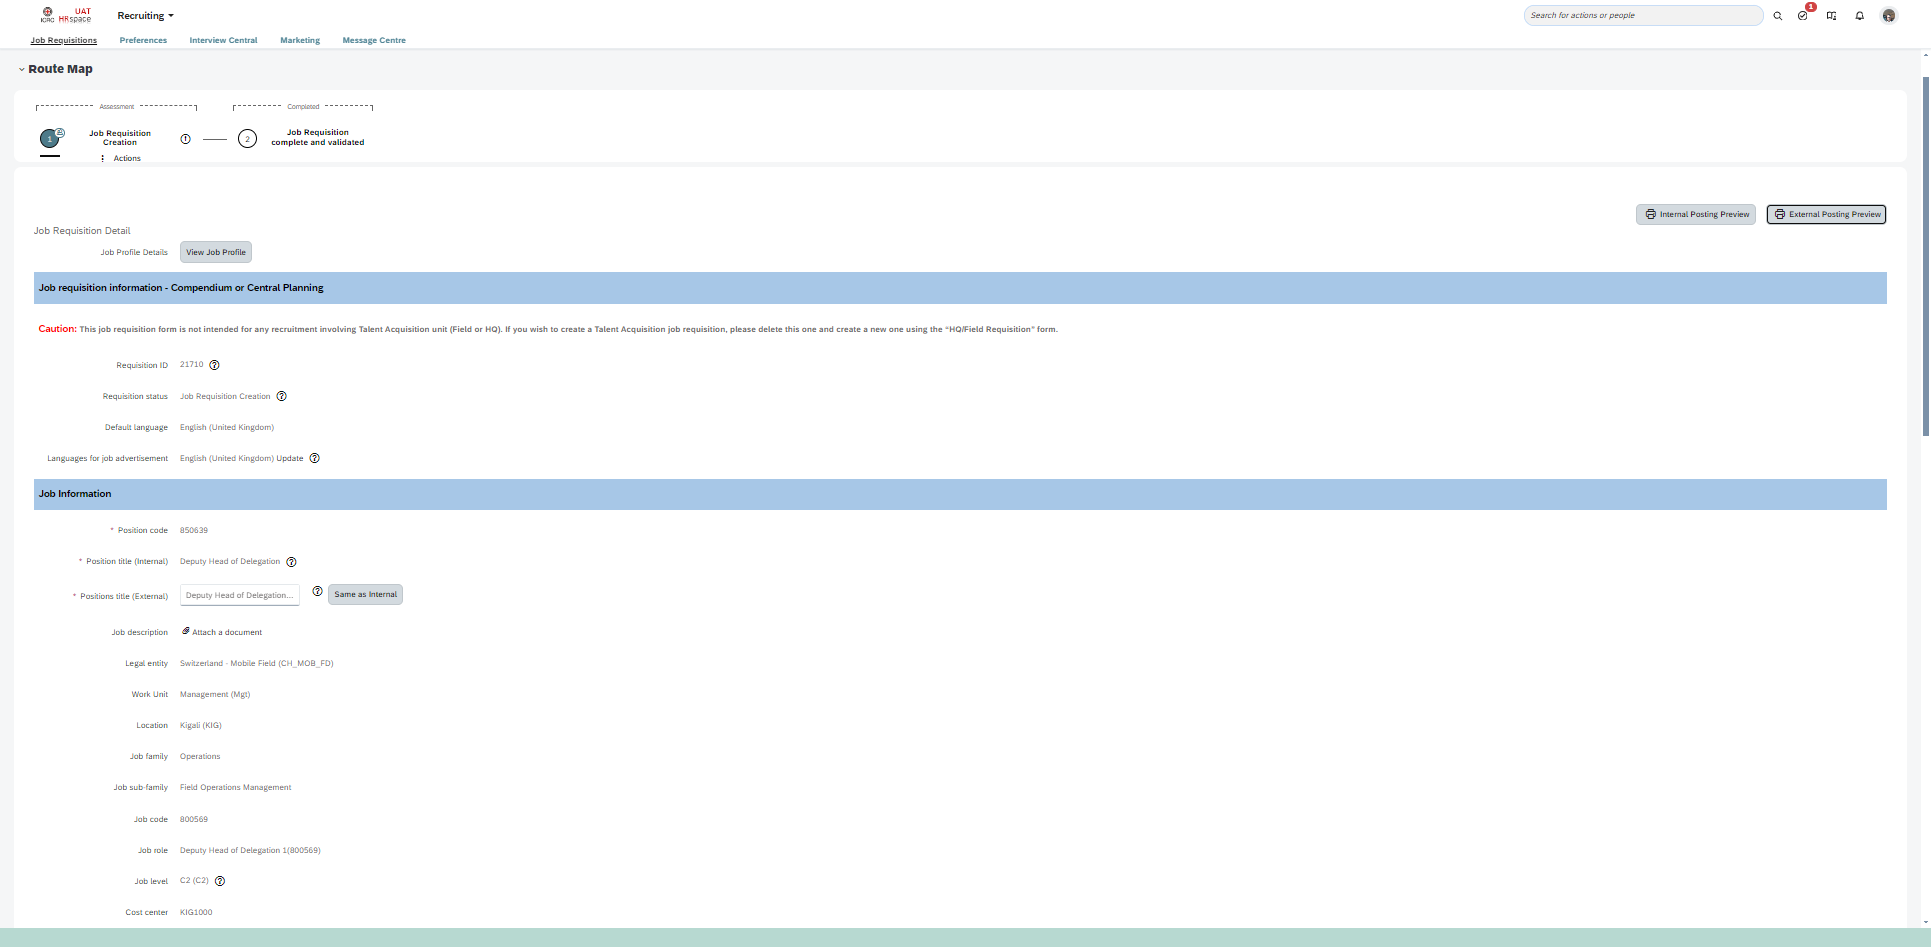 ICRC
UAT
HRspace
Recruiting
Search for actions or people
1
Job Requisitions
Preferences
Interview Central
Marketing
Message Centre
Route Map
Assessment
Completed
1
Job Requisition
Creation
2
Job Requisition
complete and validated
Actions
Internal Posting Preview
External Posting Preview
Job Requisition Detail
Job Profile Details
View Job Profile
Job requisition information - Compendium or Central Planning
Caution: This job requisition form is not intended for any recruitment involving Talent Acquisition unit (Field or HQ). If you wish to create a Talent Acquisition job requisition, please delete this one and create a new one using the “HQ/Field Requisition” form.
Requisition ID 21710
Requisition status Job Requisition Creation
Default language English (United Kingdom)
Languages for job advertisement English (United Kingdom) Update
Job Information
* Position code 850639
* Position title (Internal) Deputy Head of Delegation
* Positions title (External) Deputy Head of Delegation... Same as Internal
Job description Attach a document
Legal entity Switzerland - Mobile Field (CH_MOB_FD)
Work Unit Management (Mgt)
Location Kigali (KIG)
Job family Operations
Job sub-family Field Operations Management
Job code 800569
Job role Deputy Head of Delegation 1(800569)
Job level C2 (C2)
Cost center KIG1000